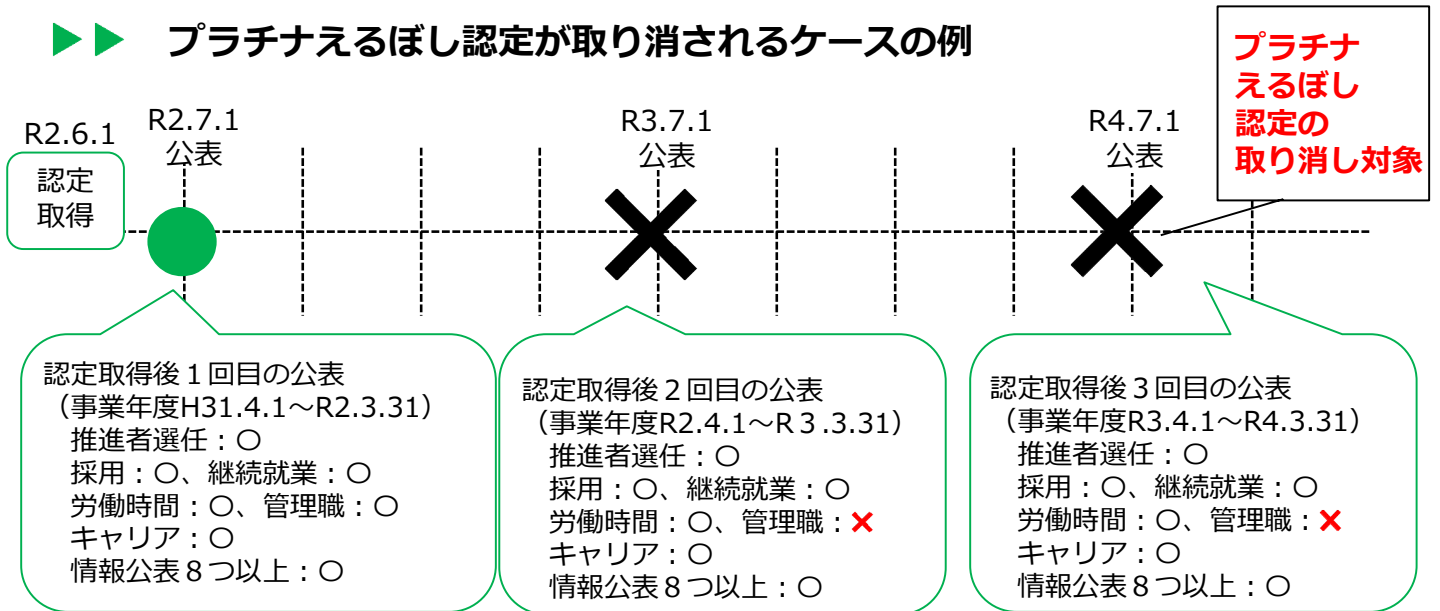 ▶▶ プラチナえるぼし認定が取り消されるケースの例
プラチナ
えるぼし
認定の
取り消し対象
R2.6.1
認定
取得
R2.7.1
公表
R3.7.1
公表
R4.7.1
公表
認定取得後１回目の公表
（事業年度H31.4.1～R2.3.31）
推進者選任：〇
採用：〇、継続就業：〇
労働時間：〇、管理職：〇
キャリア：〇
情報公表８つ以上：〇
認定取得後２回目の公表
（事業年度R2.4.1～R３.3.31）
推進者選任：〇
採用：〇、継続就業：〇
労働時間：〇、管理職：×
キャリア：〇
情報公表８つ以上：〇
認定取得後３回目の公表
（事業年度R3.4.1～R4.3.31）
推進者選任：〇
採用：〇、継続就業：〇
労働時間：〇、管理職：×
キャリア：〇
情報公表８つ以上：〇